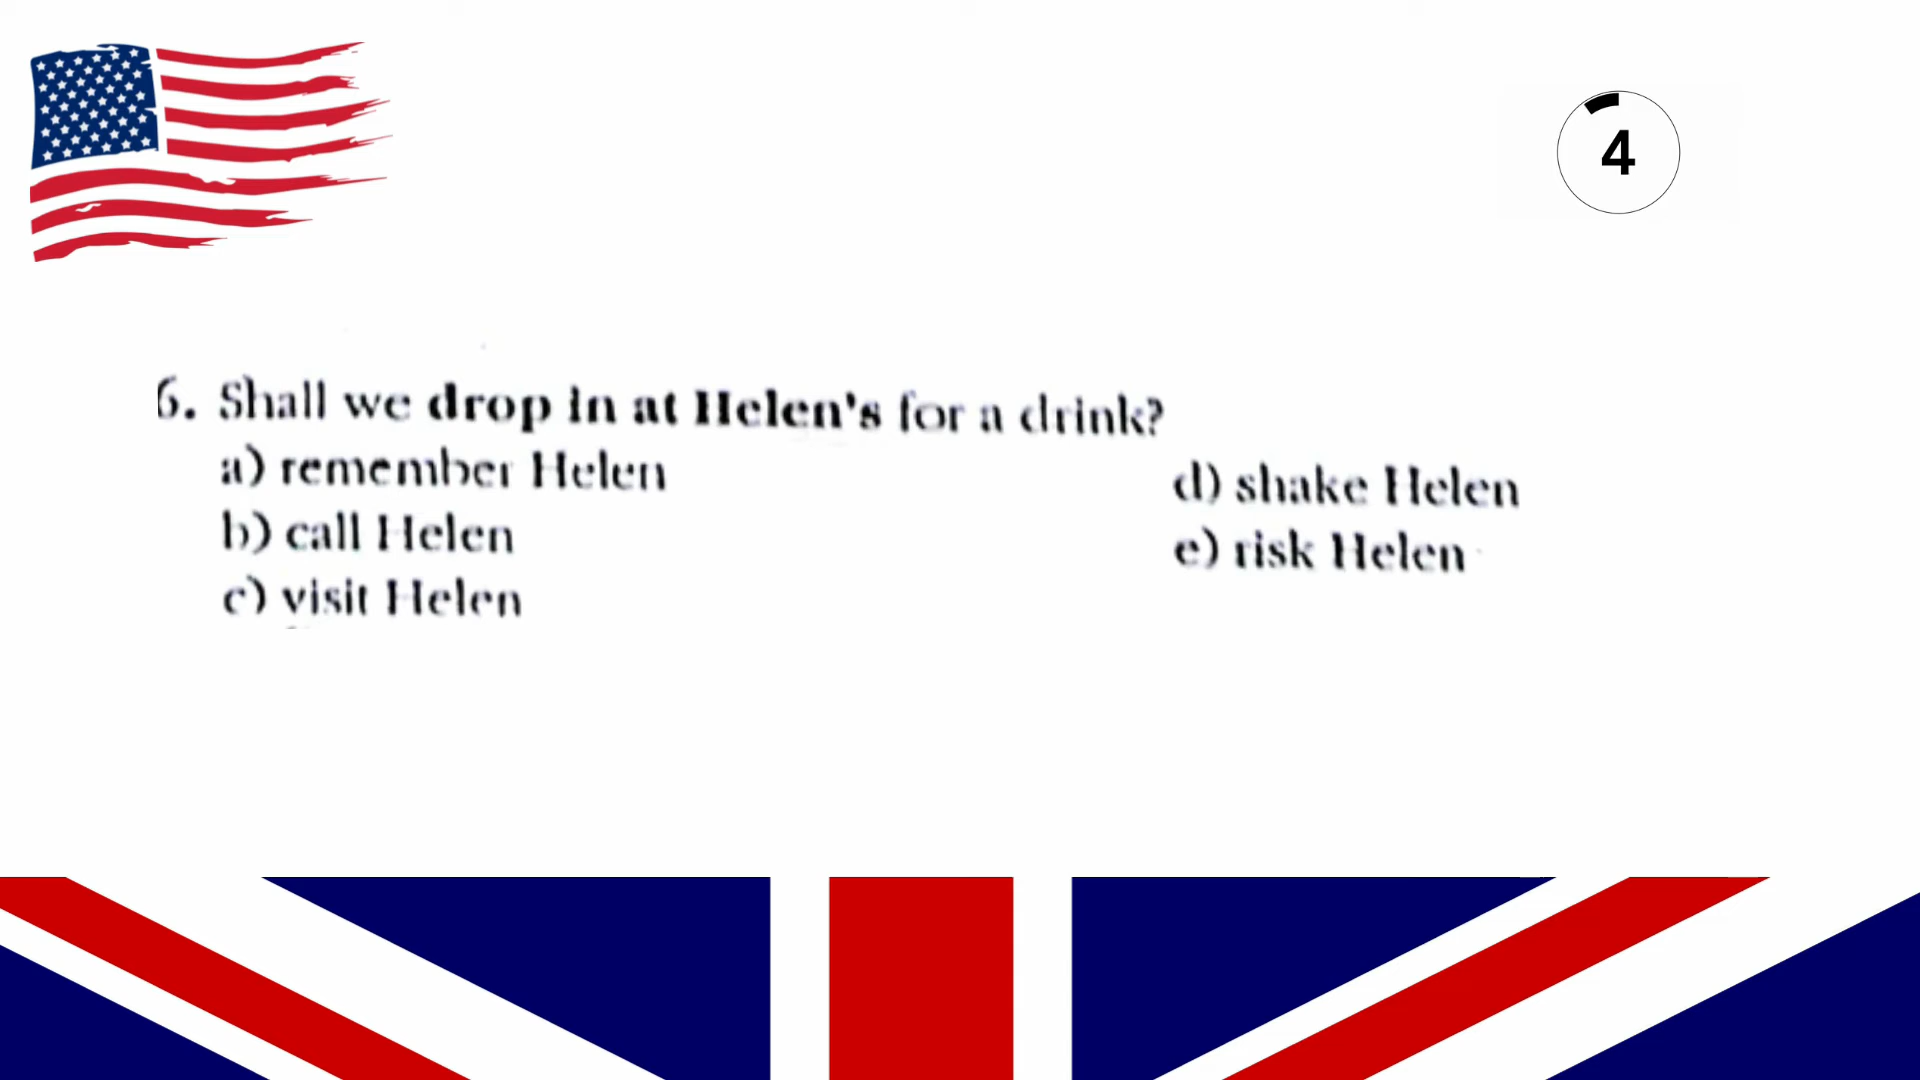 4
6. Shall we drop in at Helen's for a drink?
a) remember Helen
b) call Helen
c) visit Helen
d) shake Helen
e) risk Helen